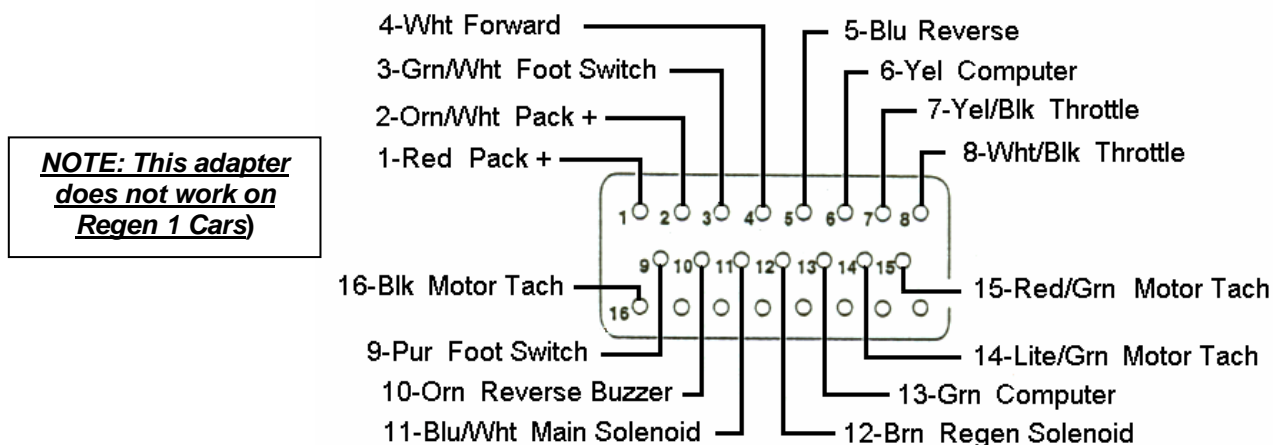 4-Wht Forward
5-Blu Reverse
3-Grn/Wht Foot Switch
6-Yel Computer
2-Orn/Wht Pack +
7-Yel/Blk Throttle
1-Red Pack +
8-Wht/Blk Throttle
NOTE: This adapter
does not work on
Regen 1 Cars)
1 2 3 4 5 6 7 8
9 10 11 12 13 14 15
16
16-Blk Motor Tach
15-Red/Grn Motor Tach
9-Pur Foot Switch
14-Lite/Grn Motor Tach
10-Orn Reverse Buzzer
13-Grn Computer
11-Blu/Wht Main Solenoid
12-Brn Regen Solenoid